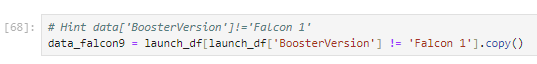 [68]: # Hint data['BoosterVersion']!='Falcon 1'
data_falcon9 = launch_df[launch_df['BoosterVersion'] != 'Falcon 1'].copy()